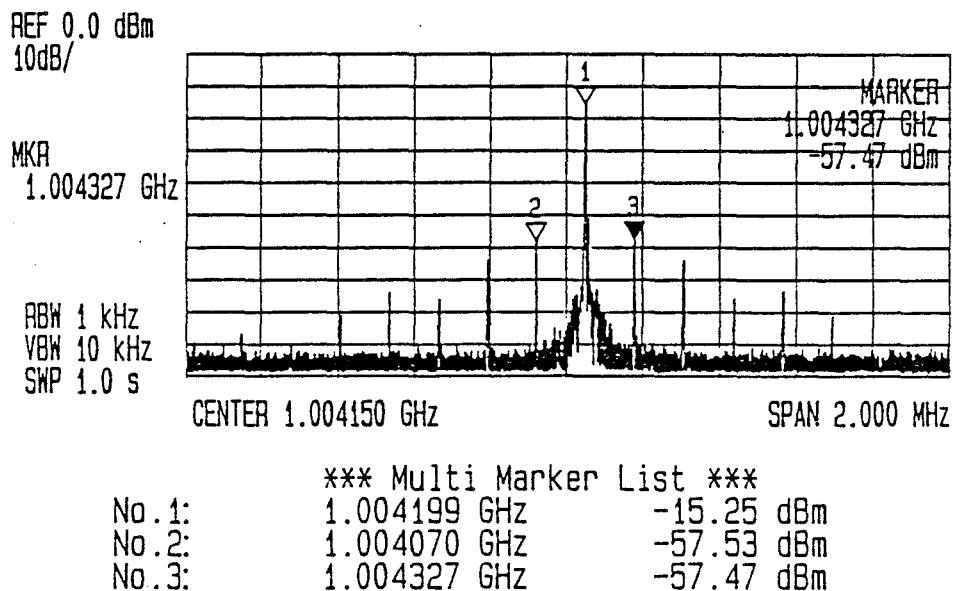 REF 0.0 dBm
10dB/
1
MARKER
1.004327 GHz
-57.47 dBm
MKR
1.004327 GHz
2
3
RBW 1 kHz
VBW 10 kHz
SWP 1.0 s
CENTER 1.004150 GHz
SPAN 2.000 MHz
*** Multi Marker List ***
No.1: 1.004199 GHz -15.25 dBm
No.2: 1.004070 GHz -57.53 dBm
No.3: 1.004327 GHz -57.47 dBm